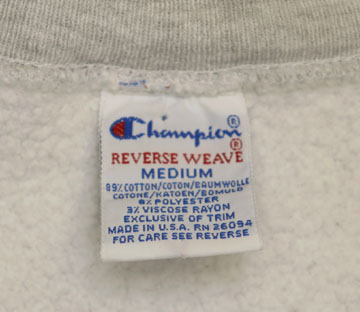 Champion®
REVERSE WEAVE®
MEDIUM
89% COTTON/COTON/BAUMWOLLE
COTONE/KATOEN/BOMULD
8% POLYESTER
3% VISCOSE RAYON
EXCLUSIVE OF TRIM
MADE IN U.S.A. RN 26094
FOR CARE SEE REVERSE